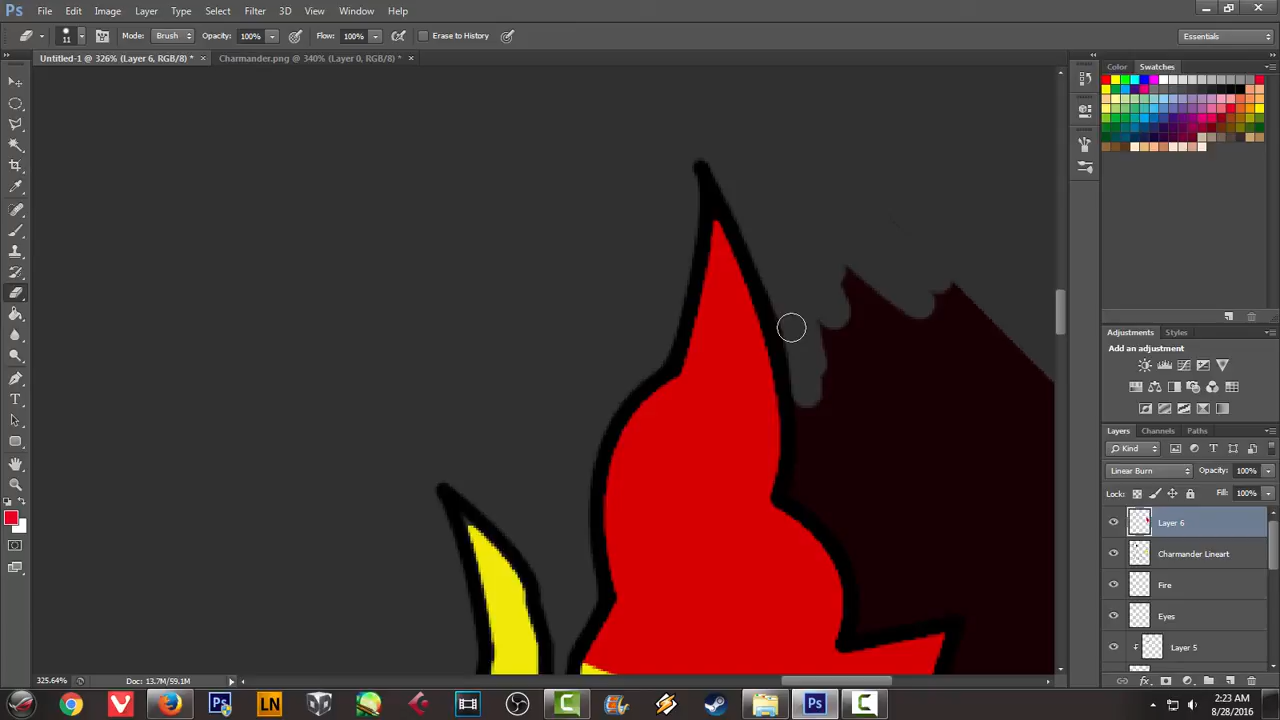 Ps File Edit Image Layer Type Select Filter 3D View Window Help
11 Mode: Brush Opacity: 100% Flow: 100% Erase to History Essentials
Untitled-1 @ 326% (Layer 6, RGB/8) * × Charmander.png @ 340% (Layer 0, RGB/8) * ×
Color Swatches
Adjustments Styles
Add an adjustment
Layers Channels Paths
Kind
Linear Burn Opacity: 100%
Lock: Fill: 100%
Layer 6
Charmander Lineart
Fire
Eyes
Layer 5
325.64% Doc: 13.7M/59.1M
2:23 AM
8/28/2016